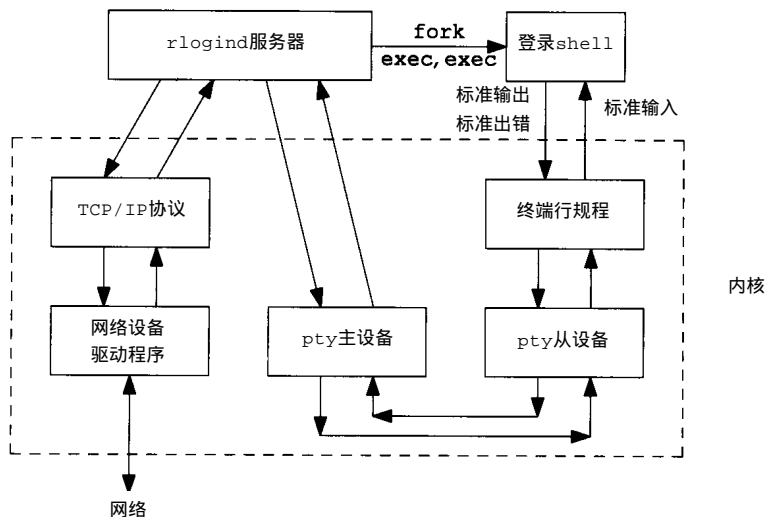 rlogind服务器
fork
exec, exec
登录shell
标准输出
标准出错
标准输入
TCP/IP协议
终端行规程
内核
网络设备
驱动程序
pty主设备
pty从设备
网络